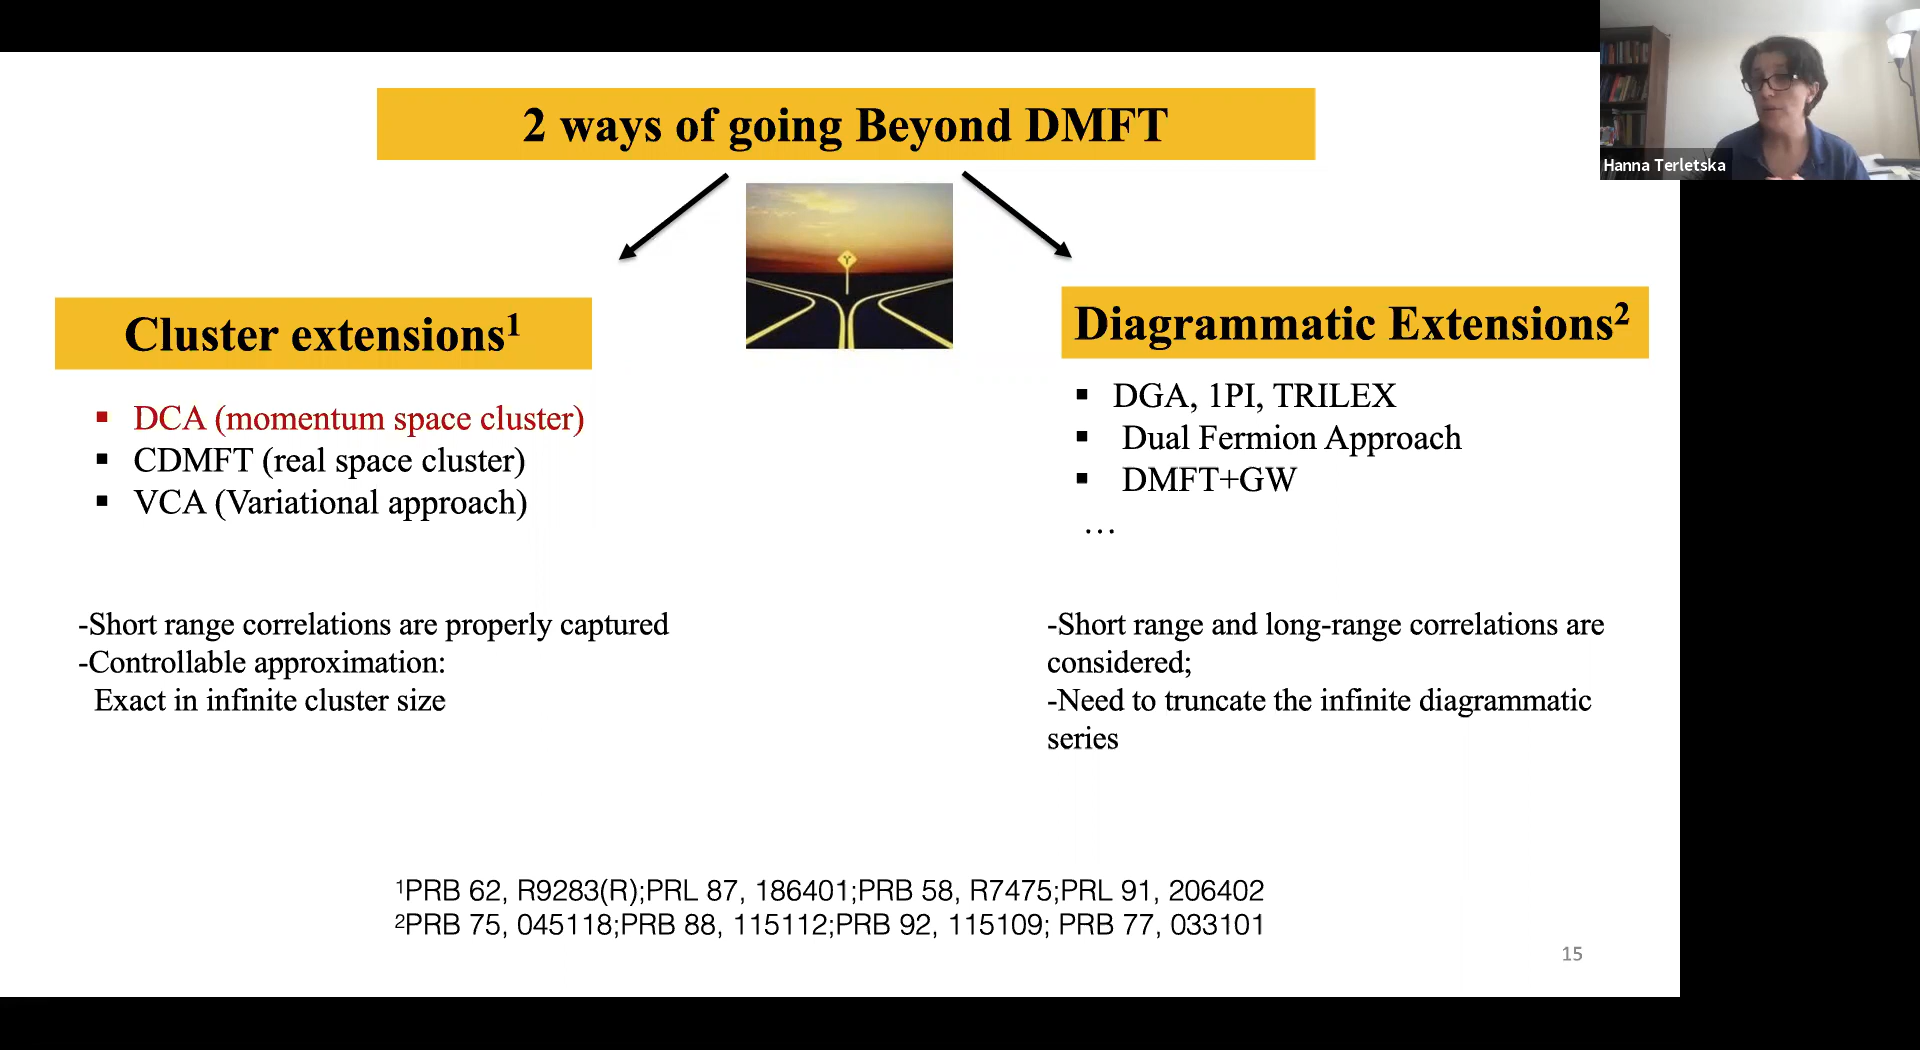 2 ways of going Beyond DMFT
Hanna Terletska
Cluster extensions¹
▪ DCA (momentum space cluster)
▪ CDMFT (real space cluster)
▪ VCA (Variational approach)
-Short range correlations are properly captured
-Controllable approximation:
Exact in infinite cluster size
Diagrammatic Extensions²
▪ DGA, 1PI, TRILEX
▪ Dual Fermion Approach
▪ DMFT+GW
…
-Short range and long-range correlations are
considered;
-Need to truncate the infinite diagrammatic
series
¹PRB 62, R9283(R);PRL 87, 186401;PRB 58, R7475;PRL 91, 206402
²PRB 75, 045118;PRB 88, 115112;PRB 92, 115109; PRB 77, 033101
15